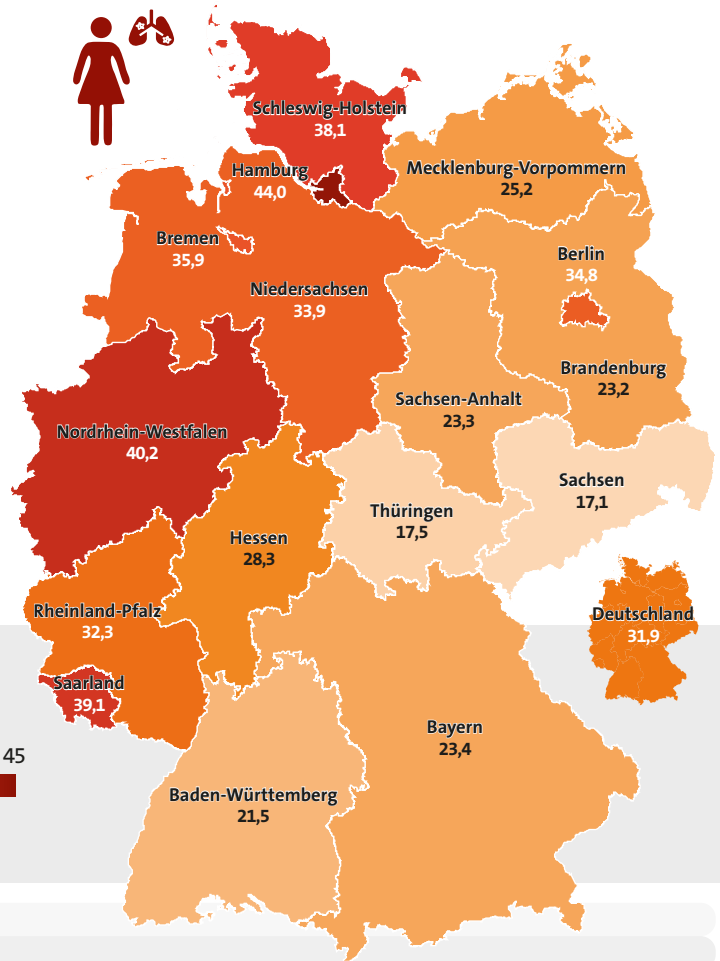 Schleswig-Holstein
38,1
Hamburg
44,0
Mecklenburg-Vorpommern
25,2
Bremen
35,9
Berlin
34,8
Niedersachsen
33,9
Brandenburg
23,2
Sachsen-Anhalt
23,3
Nordrhein-Westfalen
40,2
Sachsen
17,1
Thüringen
17,5
Hessen
28,3
Rheinland-Pfalz
32,3
Deutschland
31,9
Saarland
39,1
Bayern
23,4
45
Baden-Württemberg
21,5